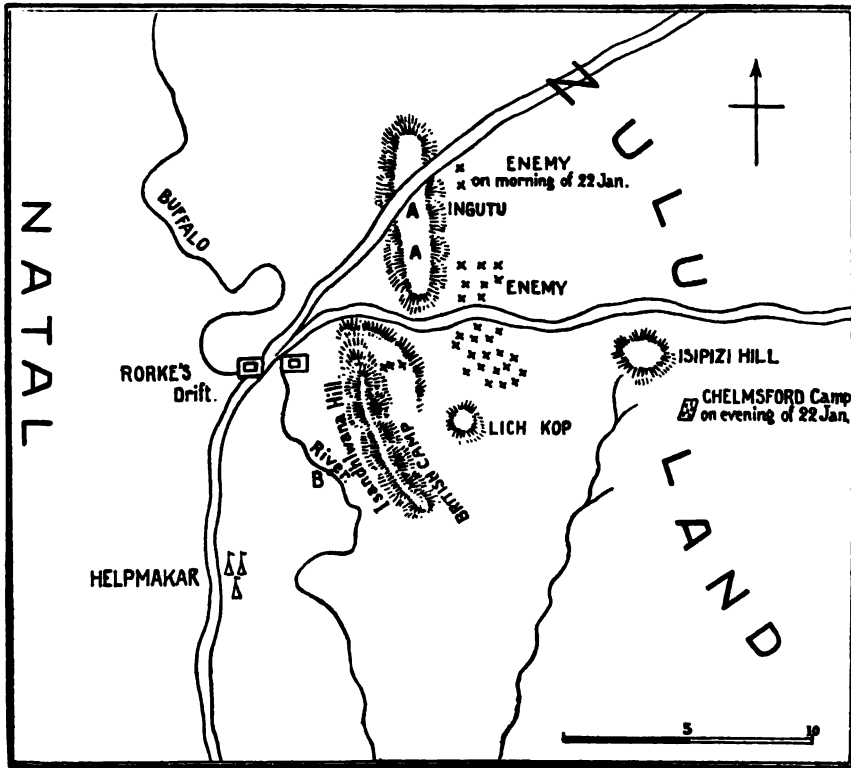 NATAL
ZULU LAND
BUFFALO
ENEMY
on morning of 22 Jan.
INGUTU
A
A
ENEMY
RORKE'S
Drift.
ISIPIZI HILL
CHELMSFORD Camp
on evening of 22 Jan.
LICH KOP
Isandhlwana Hill
BRITISH CAMP
River
B
HELPMAKAR
5
10